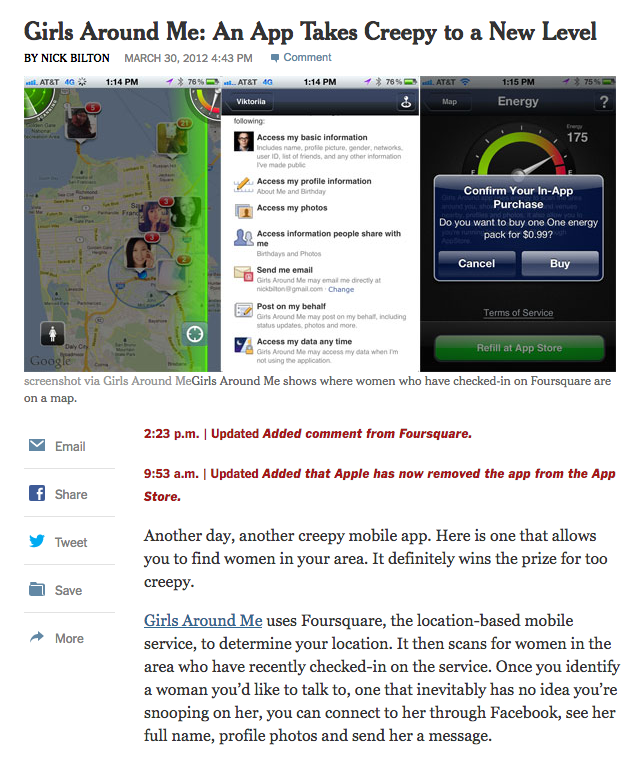 Girls Around Me: An App Takes Creepy to a New Level
BY NICK BILTON MARCH 30, 2012 4:43 PM Comment
AT&T 4G 1:14 PM 76%
5
21
3
3
2
Daly City
Google
AT&T 4G 1:14 PM 76%
Viktoriia
following:
Access my basic information
Includes name, profile picture, gender, networks,
user ID, list of friends, and any other information
I've made public
Access my profile information
About Me and Birthday
Access my photos
Access information people share with
me
Birthdays and Photos
Send me email
Girls Around Me may email me directly at
nickbilton@gmail.com · Change
Post on my behalf
Girls Around Me may post on my behalf, including
status updates, photos and more.
Access my data any time
Girls Around Me may access my data when I'm
not using the application.
AT&T 1:15 PM 75%
Map Energy ?
Energy
175
Confirm Your In-App
Purchase
Do you want to buy one One energy
pack for $0.99?
Cancel Buy
Terms of Service
Refill at App Store
screenshot via Girls Around MeGirls Around Me shows where women who have checked-in on Foursquare are
on a map.
Email
Share
Tweet
Save
More
2:23 p.m. | Updated Added comment from Foursquare.
9:53 a.m. | Updated Added that Apple has now removed the app from the App
Store.
Another day, another creepy mobile app. Here is one that allows
you to find women in your area. It definitely wins the prize for too
creepy.
Girls Around Me uses Foursquare, the location-based mobile
service, to determine your location. It then scans for women in the
area who have recently checked-in on the service. Once you identify
a woman you'd like to talk to, one that inevitably has no idea you're
snooping on her, you can connect to her through Facebook, see her
full name, profile photos and send her a message.